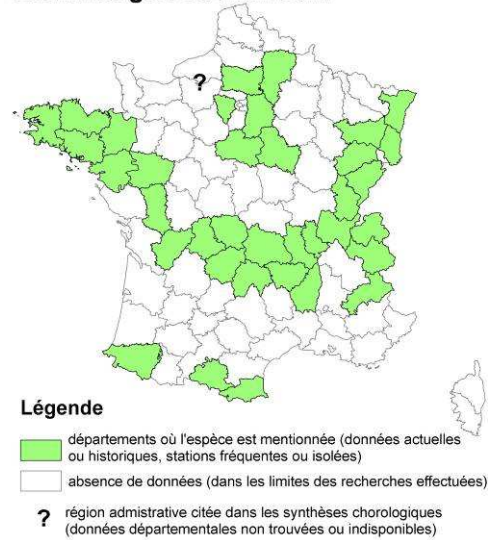 ?
Légende
départements où l'espèce est mentionnée (données actuelles
ou historiques, stations fréquentes ou isolées)
absence de données (dans les limites des recherches effectuées)
? région admistrative citée dans les synthèses chorologiques
(données départementales non trouvées ou indisponibles)